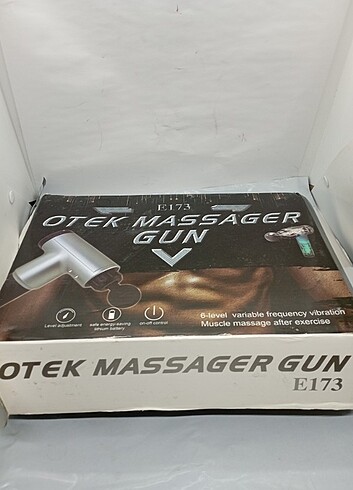 E173
OTEK MASSAGER
GUN
6-level variable frequency vibration
Muscle massage after exercise
Level adjustment
safe energy-saving
lithium battery
on-off control
OTEK MASSAGER GUN
E173